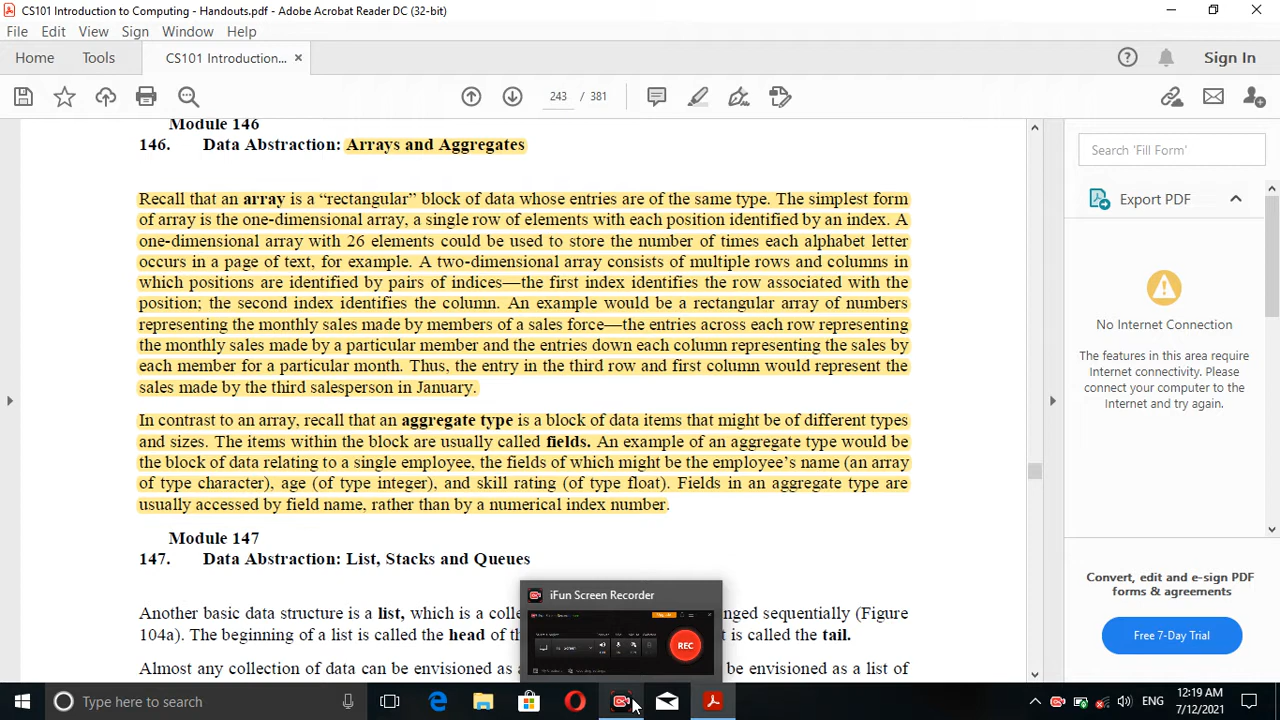 CS101 Introduction to Computing - Handouts.pdf - Adobe Acrobat Reader DC (32-bit)
File Edit View Sign Window Help
Home Tools CS101 Introduction... × Sign In
243 / 381
Module 146
146. Data Abstraction: Arrays and Aggregates
Recall that an array is a “rectangular” block of data whose entries are of the same type. The simplest form
of array is the one-dimensional array, a single row of elements with each position identified by an index. A
one-dimensional array with 26 elements could be used to store the number of times each alphabet letter
occurs in a page of text, for example. A two-dimensional array consists of multiple rows and columns in
which positions are identified by pairs of indices—the first index identifies the row associated with the
position; the second index identifies the column. An example would be a rectangular array of numbers
representing the monthly sales made by members of a sales force—the entries across each row representing
the monthly sales made by a particular member and the entries down each column representing the sales by
each member for a particular month. Thus, the entry in the third row and first column would represent the
sales made by the third salesperson in January.
In contrast to an array, recall that an aggregate type is a block of data items that might be of different types
and sizes. The items within the block are usually called fields. An example of an aggregate type would be
the block of data relating to a single employee, the fields of which might be the employee’s name (an array
of type character), age (of type integer), and skill rating (of type float). Fields in an aggregate type are
usually accessed by field name, rather than by a numerical index number.
Module 147
147. Data Abstraction: List, Stacks and Queues
Another basic data structure is a list, which is a colle nged sequentially (Figure
104a). The beginning of a list is called the head of th t is called the tail.
Almost any collection of data can be envisioned as a be envisioned as a list of
Search 'Fill Form'
Export PDF
No Internet Connection
The features in this area require
Internet connectivity. Please
connect your computer to the
Internet and try again.
Convert, edit and e-sign PDF
forms & agreements
Free 7-Day Trial
iFun Screen Recorder
REC
Type here to search
ENG
12:19 AM
7/12/2021